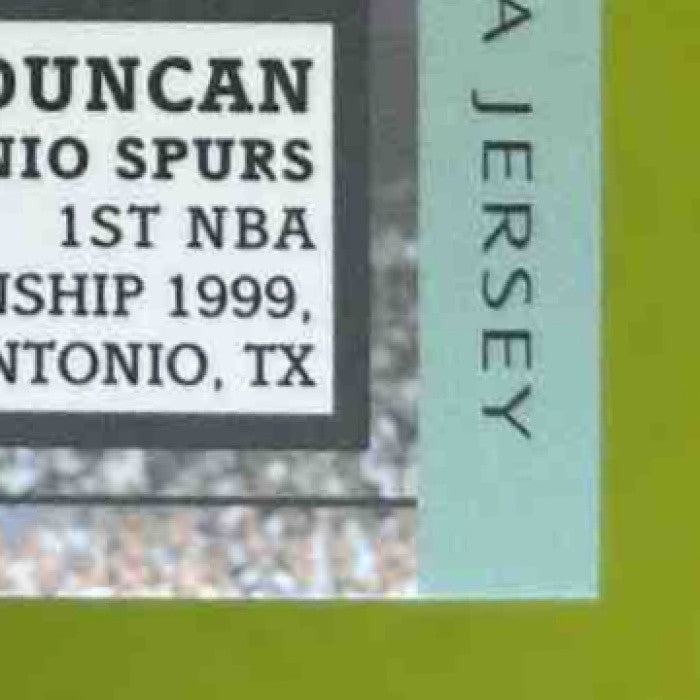 DUNCAN
NIO SPURS
1ST NBA
NSHIP 1999,
NTONIO, TX
A JERSEY